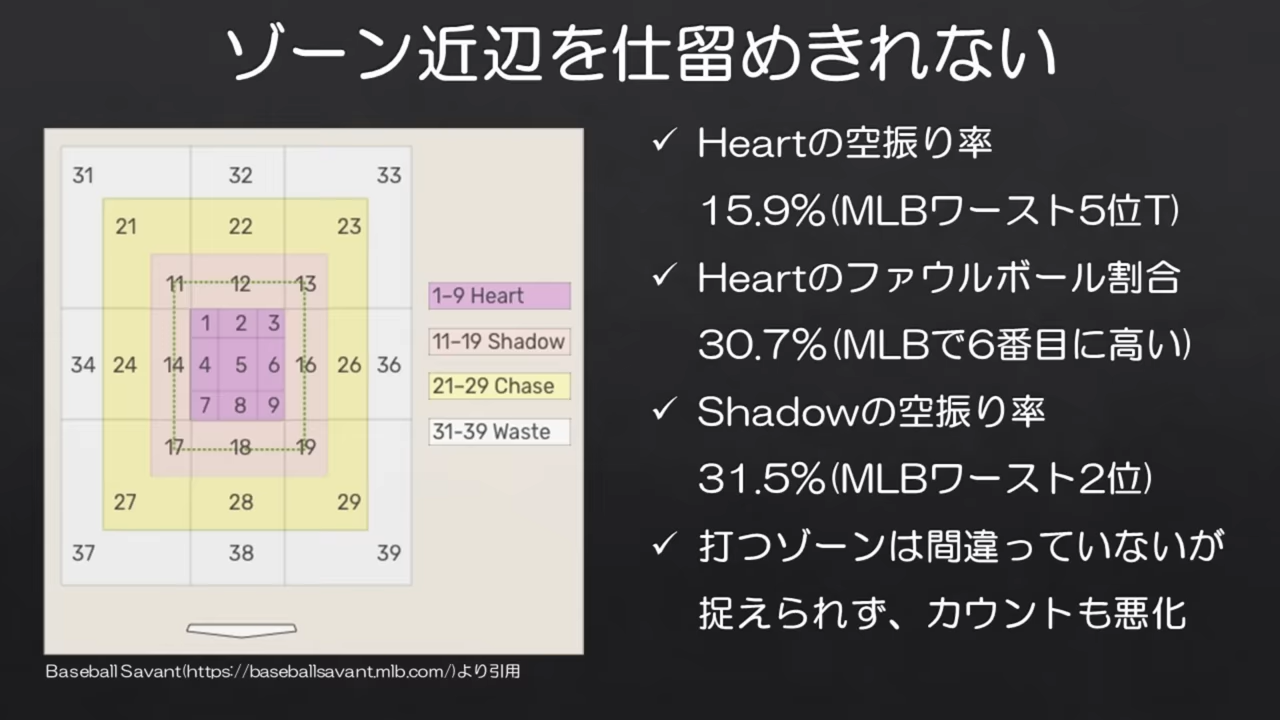 ゾーン近辺を仕留めきれない
31 32 33
21 22 23
11 12 13
1 2 3
34 24 14 4 5 6 16 26 36
7 8 9
17 18 19
27 28 29
37 38 39
1-9 Heart
11-19 Shadow
21-29 Chase
31-39 Waste
Baseball Savant(https://baseballsavant.mlb.com/)より引用
✓ Heartの空振り率
15.9%(MLBワースト5位T)
✓ Heartのファウルボール割合
30.7%(MLBで6番目に高い)
✓ Shadowの空振り率
31.5%(MLBワースト2位)
✓ 打つゾーンは間違っていないが
捉えられず、カウントも悪化